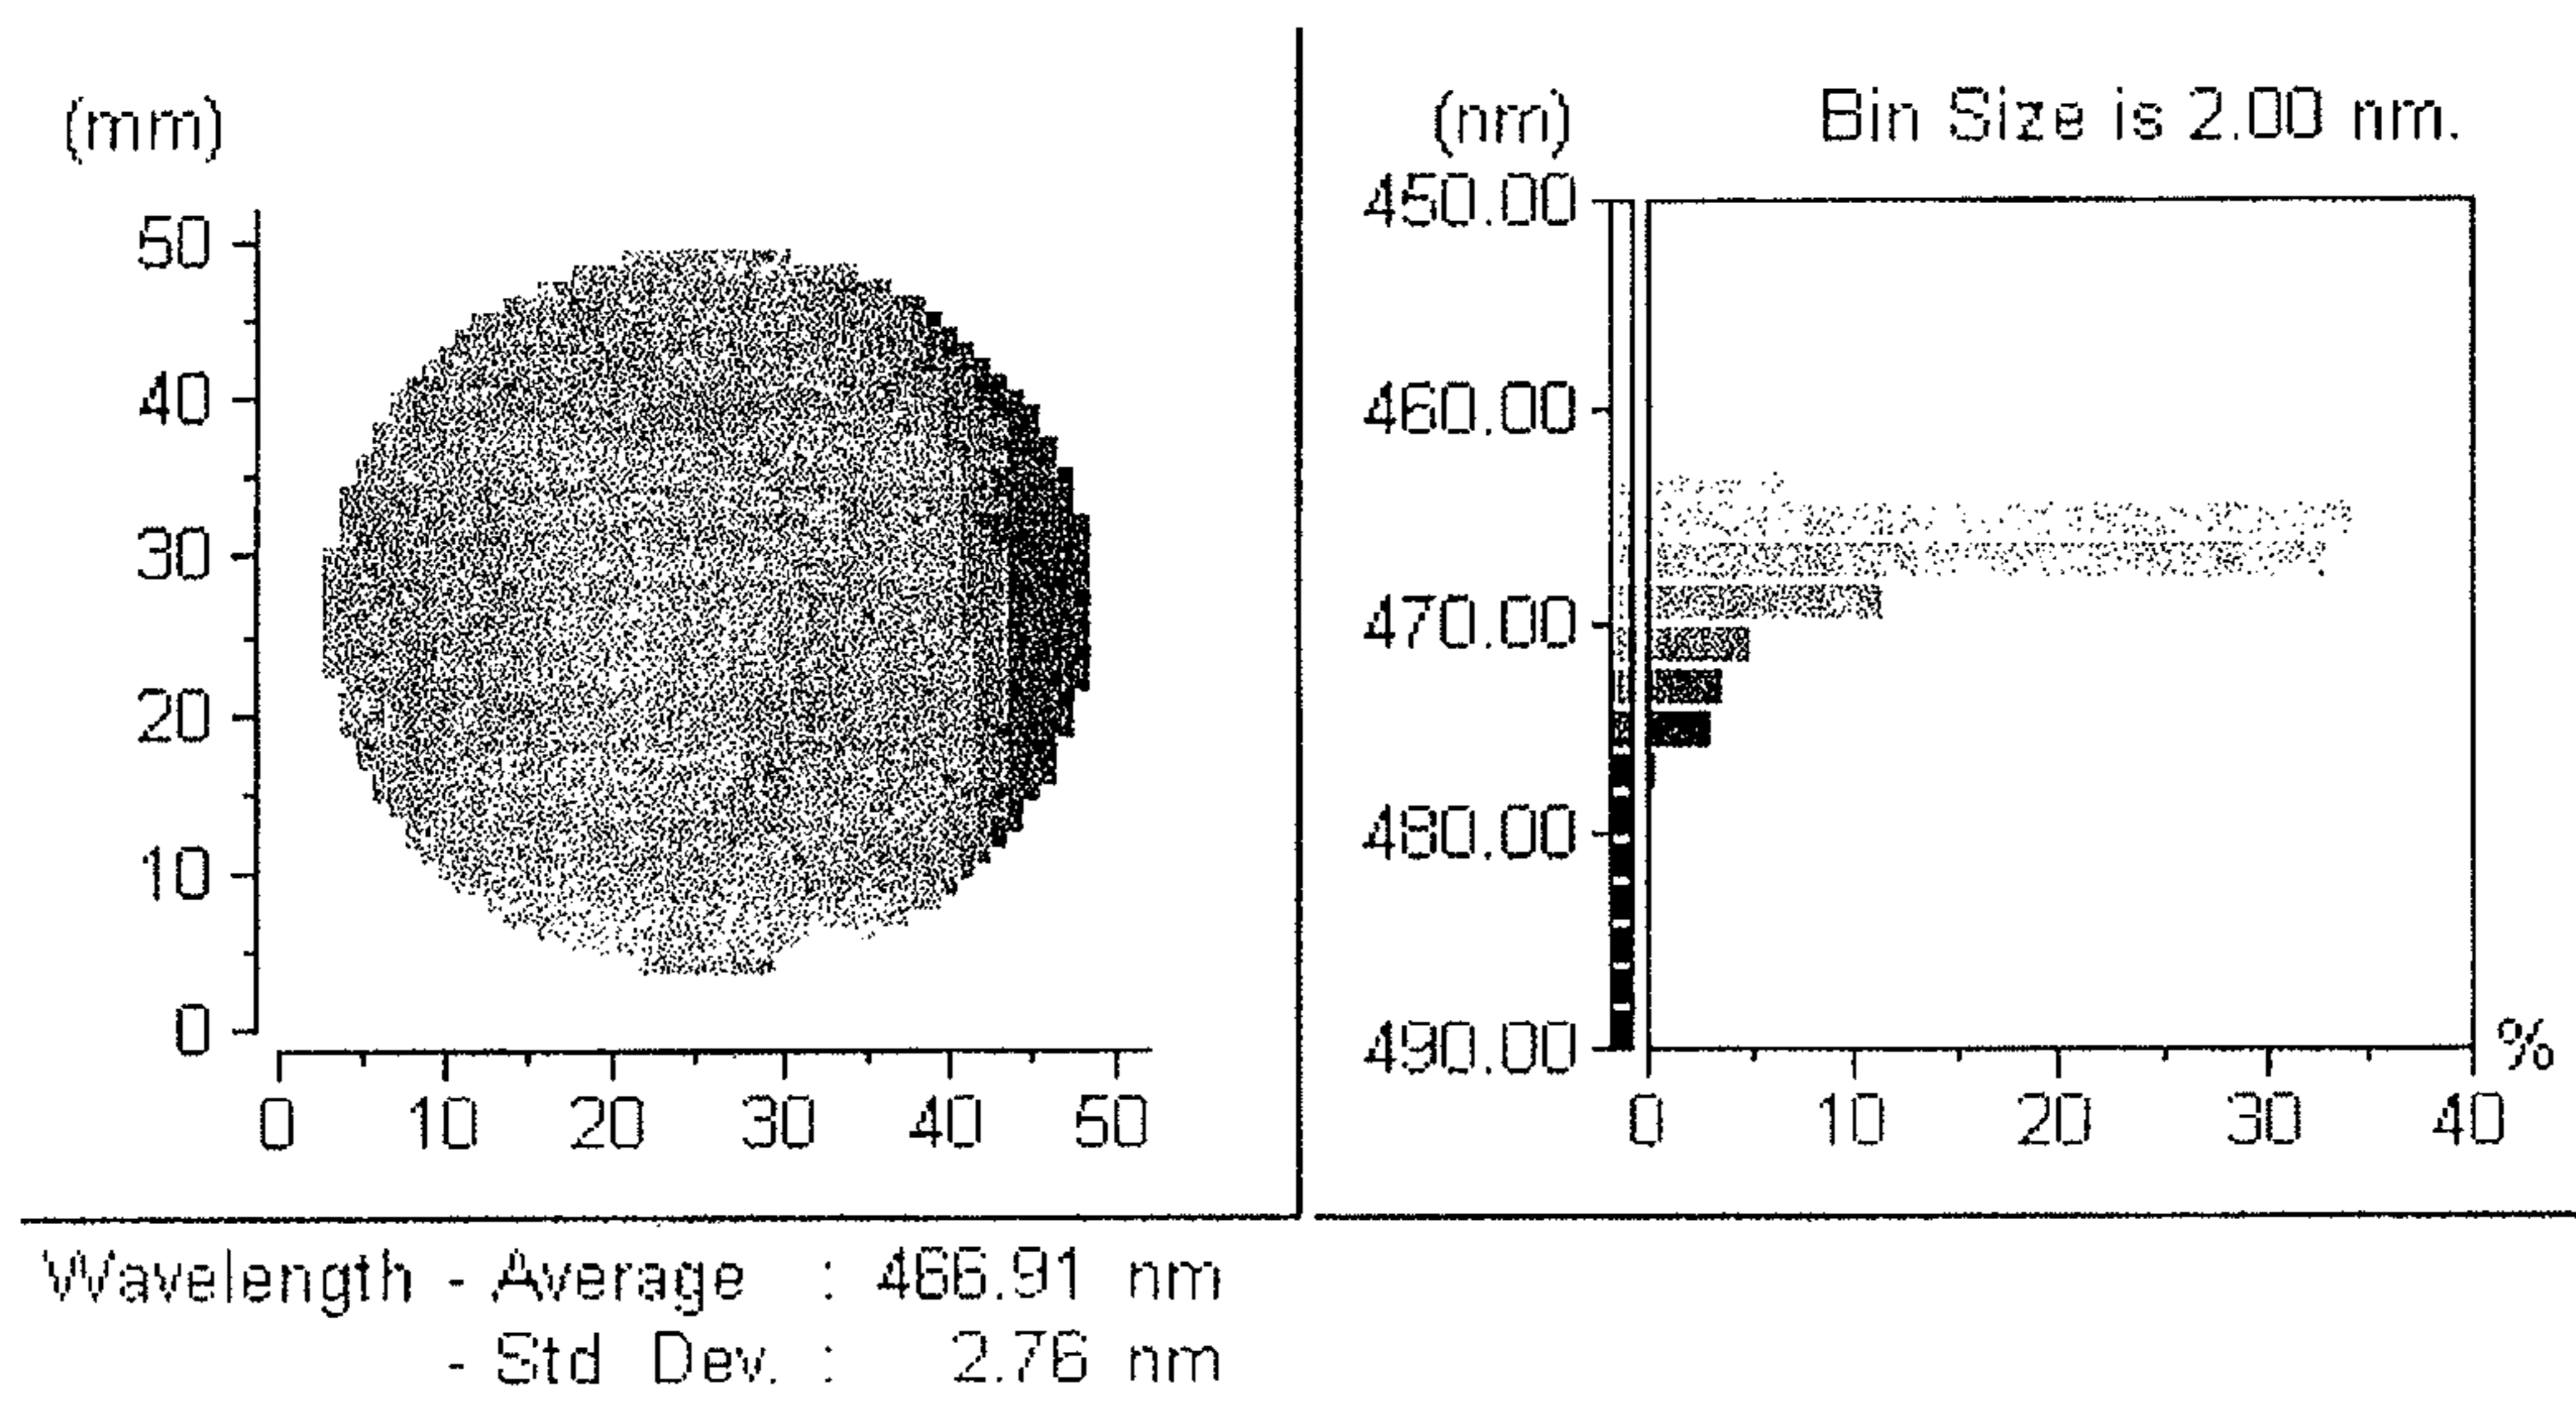 (mm)
50
40
30
20
10
0
0 10 20 30 40 50
(nm) Bin Size is 2.00 nm.
450.00
460.00
470.00
480.00
490.00
%
0 10 20 30 40
Wavelength - Average : 466.91 nm
- Std Dev. : 2.76 nm